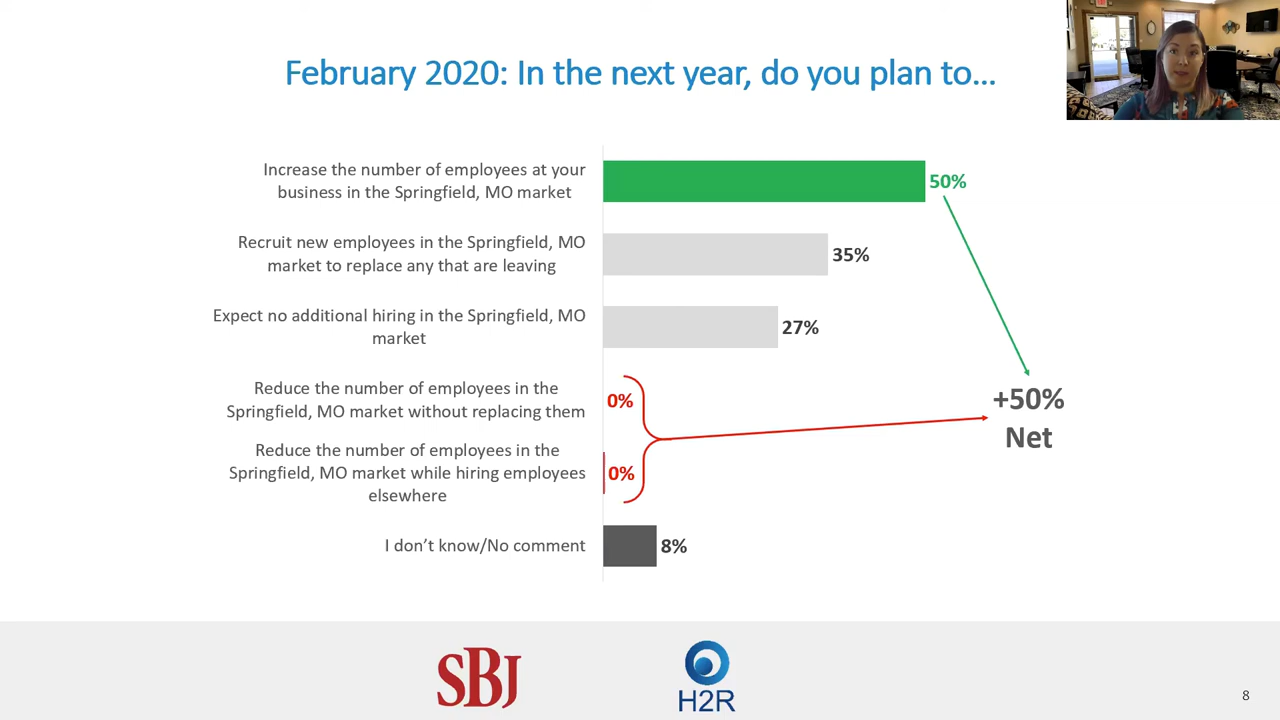 February 2020: In the next year, do you plan to...
Increase the number of employees at your
business in the Springfield, MO market
50%
Recruit new employees in the Springfield, MO
market to replace any that are leaving
35%
Expect no additional hiring in the Springfield, MO
market
27%
Reduce the number of employees in the
Springfield, MO market without replacing them
0%
Reduce the number of employees in the
Springfield, MO market while hiring employees
elsewhere
0%
I don’t know/No comment
8%
+50%
Net
SBJ
H2R
8